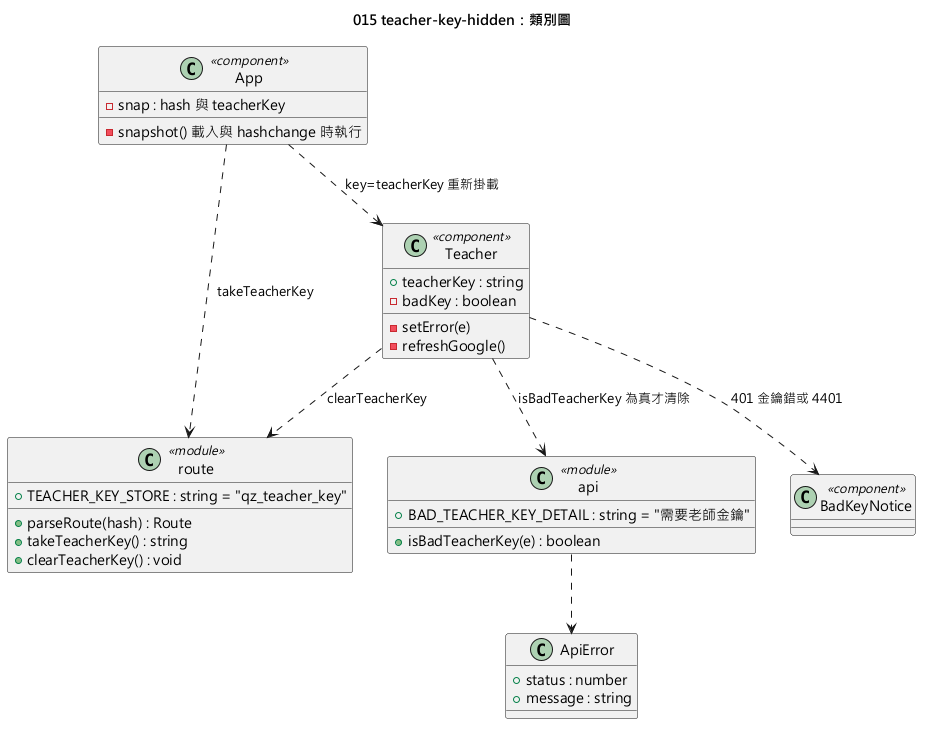 015 teacher-key-hidden：類別圖
«component»
C App
snap : hash 與 teacherKey
snapshot() 載入與 hashchange 時執行
key=teacherKey 重新掛載
«component»
C Teacher
teacherKey : string
badKey : boolean
setError(e)
refreshGoogle()
takeTeacherKey
clearTeacherKey
isBadTeacherKey 為真才清除
401 金鑰錯或 4401
«module»
C route
TEACHER_KEY_STORE : string = "qz_teacher_key"
parseRoute(hash) : Route
takeTeacherKey() : string
clearTeacherKey() : void
«module»
C api
BAD_TEACHER_KEY_DETAIL : string = "需要老師金鑰"
isBadTeacherKey(e) : boolean
«component»
C BadKeyNotice
C ApiError
status : number
message : string